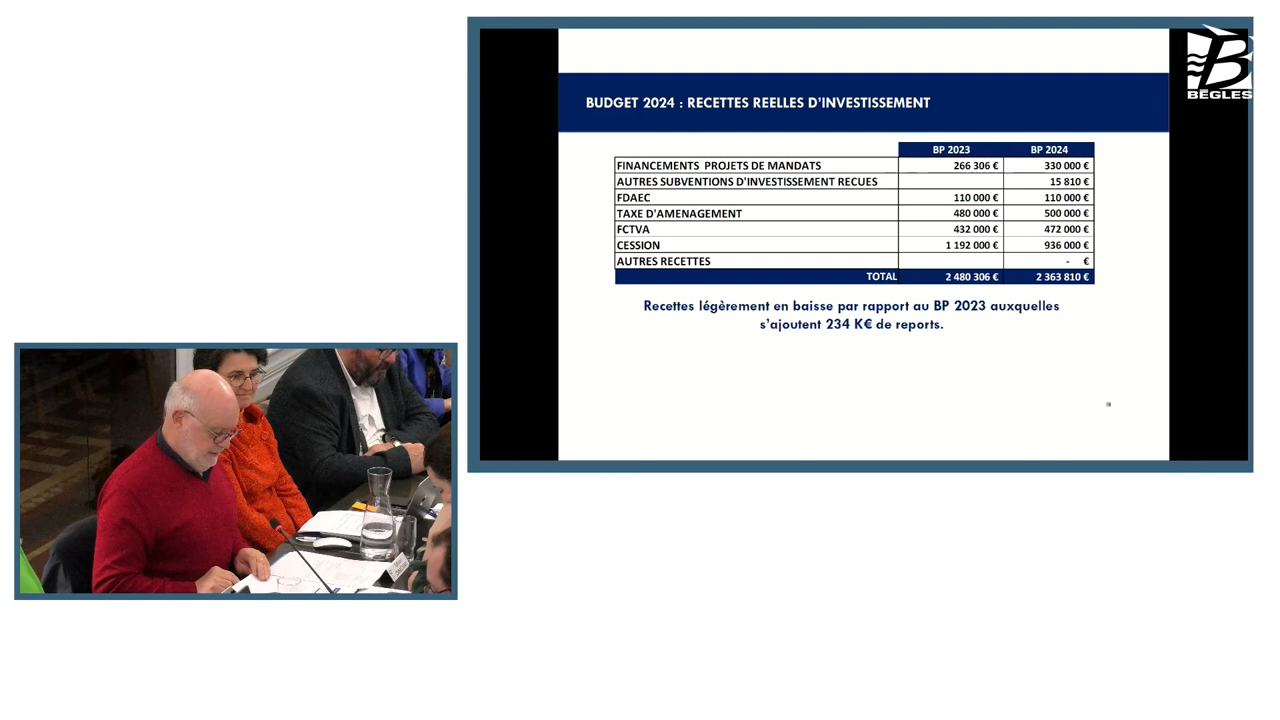 BEGLES
BUDGET 2024 : RECETTES REELLES D'INVESTISSEMENT
BP 2023 BP 2024
FINANCEMENTS PROJETS DE MANDATS 266 306 € 330 000 €
AUTRES SUBVENTIONS D'INVESTISSEMENT RECUES 15 810 €
FDAEC 110 000 € 110 000 €
TAXE D'AMENAGEMENT 480 000 € 500 000 €
FCTVA 432 000 € 472 000 €
CESSION 1 192 000 € 936 000 €
AUTRES RECETTES - €
TOTAL 2 480 306 € 2 363 810 €
Recettes légèrement en baisse par rapport au BP 2023 auxquelles
s'ajoutent 234 K€ de reports.